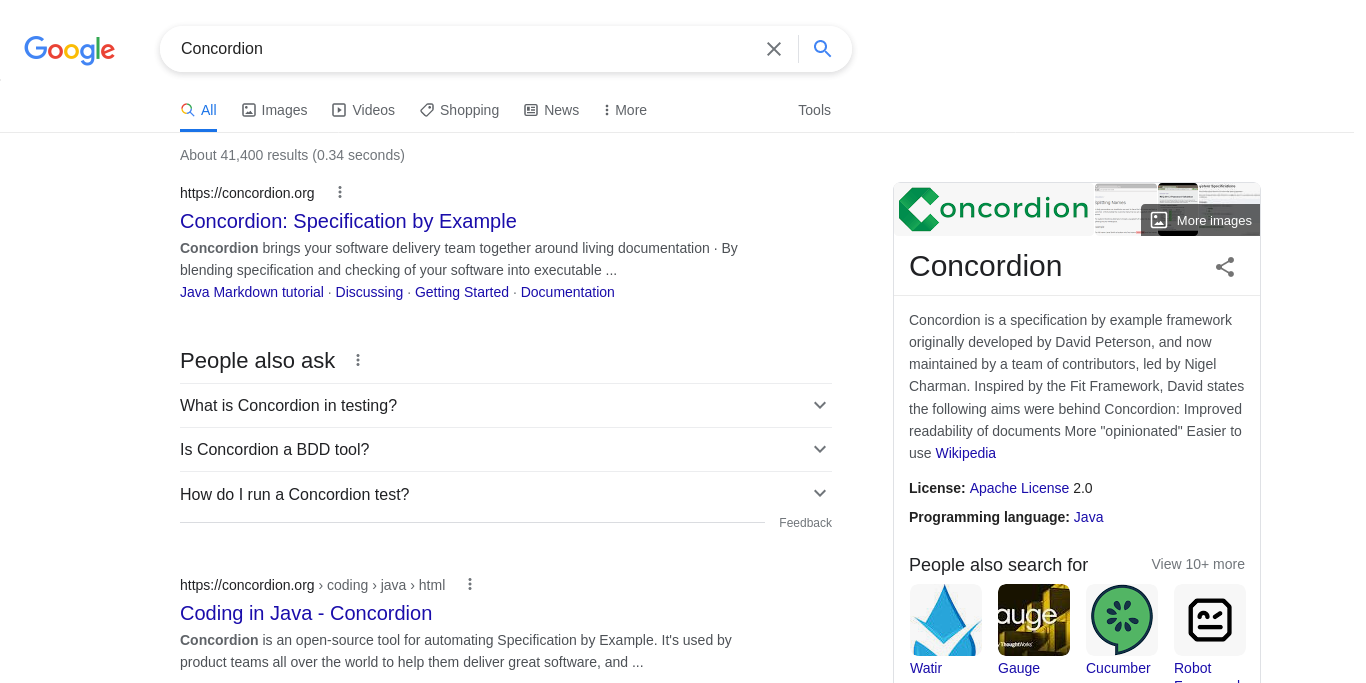 Google
Concordion
All
Images
Videos
Shopping
News
More
Tools
About 41,400 results (0.34 seconds)
https://concordion.org
Concordion: Specification by Example
Concordion brings your software delivery team together around living documentation · By
blending specification and checking of your software into executable ...
Java Markdown tutorial · Discussing · Getting Started · Documentation
People also ask
What is Concordion in testing?
Is Concordion a BDD tool?
How do I run a Concordion test?
Feedback
https://concordion.org › coding › java › html
Coding in Java - Concordion
Concordion is an open-source tool for automating Specification by Example. It's used by
product teams all over the world to help them deliver great software, and ...
Concordion
More images
Concordion
Concordion is a specification by example framework
originally developed by David Peterson, and now
maintained by a team of contributors, led by Nigel
Charman. Inspired by the Fit Framework, David states
the following aims were behind Concordion: Improved
readability of documents More "opinionated" Easier to
use Wikipedia
License: Apache License 2.0
Programming language: Java
People also search for
View 10+ more
auge
ThoughtWorks
Watir
Gauge
Cucumber
Robot